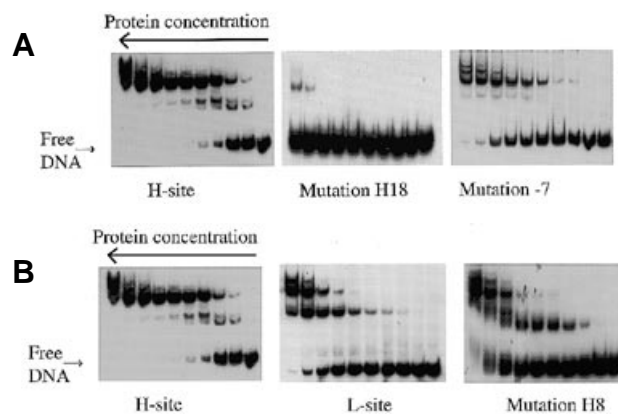 A
Protein concentration
Free
DNA
H-site
Mutation H18
Mutation -7
B
Protein concentration
Free
DNA
H-site
L-site
Mutation H8